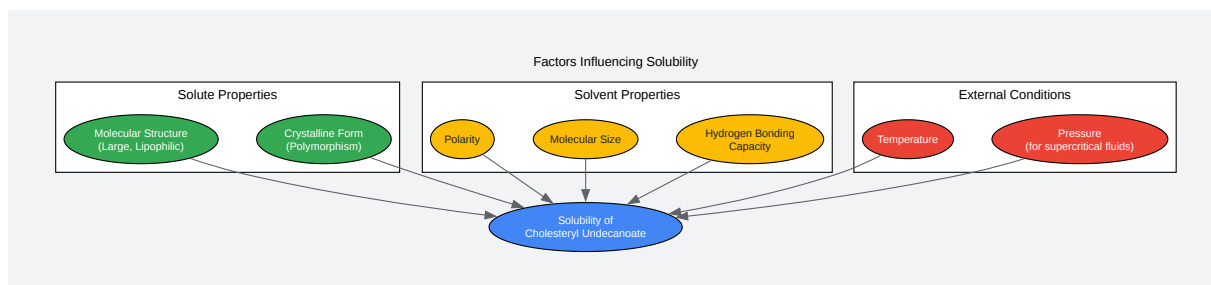 Factors Influencing Solubility
Solute Properties
Molecular Structure
(Large, Lipophilic)
Crystalline Form
(Polymorphism)
Solvent Properties
Polarity
Molecular Size
Hydrogen Bonding
Capacity
External Conditions
Temperature
Pressure
(for supercritical fluids)
Solubility of
Cholesteryl Undecanoate